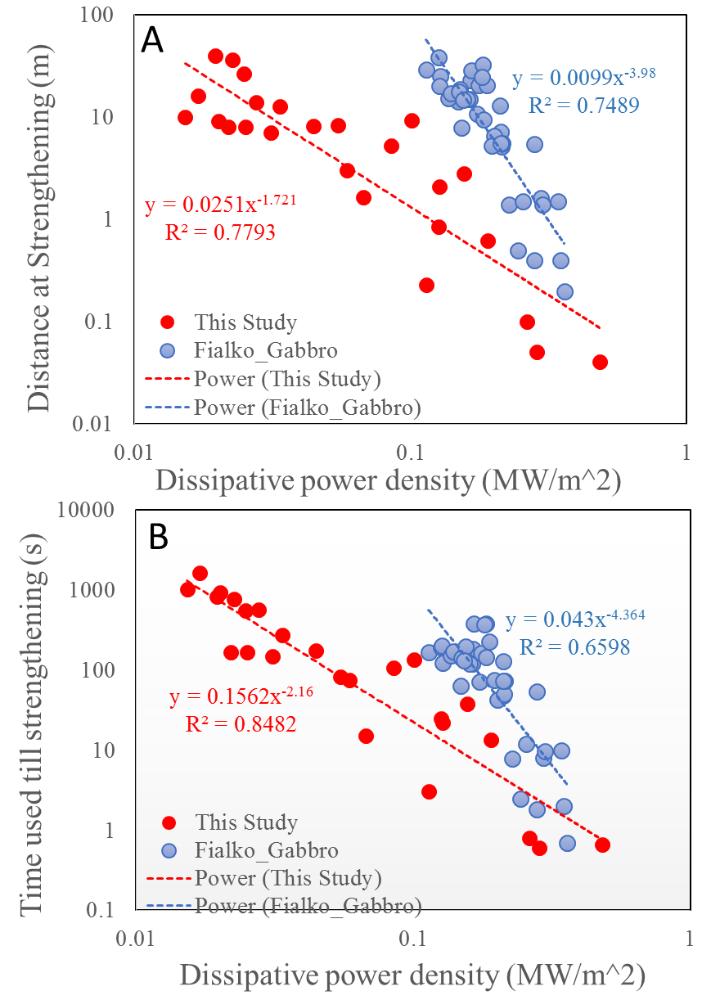 A
100
10
1
0.1
0.01
Distance at Strengthening (m)
y = 0.0099x^-3.98
R² = 0.7489
y = 0.0251x^-1.721
R² = 0.7793
This Study
Fialko_Gabbro
Power (This Study)
Power (Fialko_Gabbro)
0.01
0.1
1
Dissipative power density (MW/m^2)
B
10000
1000
100
10
1
0.1
Time used till strengthening (s)
y = 0.043x^-4.364
R² = 0.6598
y = 0.1562x^-2.16
R² = 0.8482
This Study
Fialko_Gabbro
Power (This Study)
Power (Fialko_Gabbro)
0.01
0.1
1
Dissipative power density (MW/m^2)